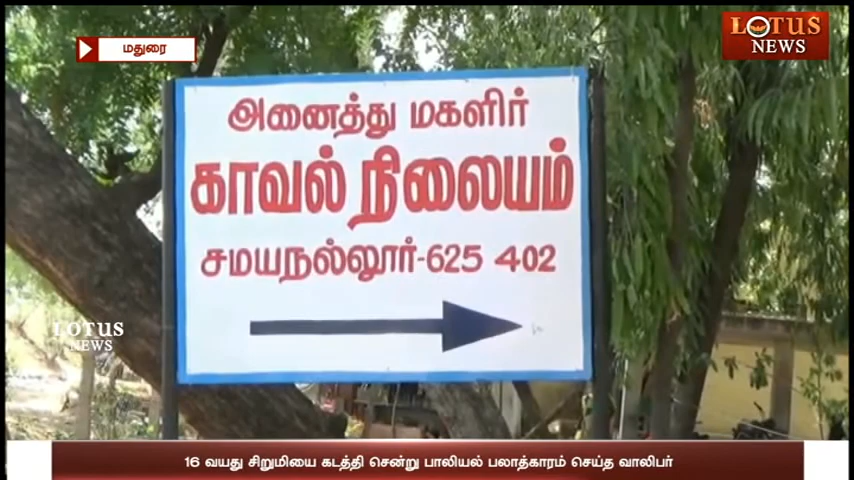 மதுரை
LOTUS
NEWS
அனைத்து மகளிர்
காவல் நிலையம்
சமயநல்லூர்-625 402
LOTUS
NEWS
16 வயது சிறுமியை கடத்தி சென்று பாலியல் பலாத்காரம் செய்த வாலிபர்